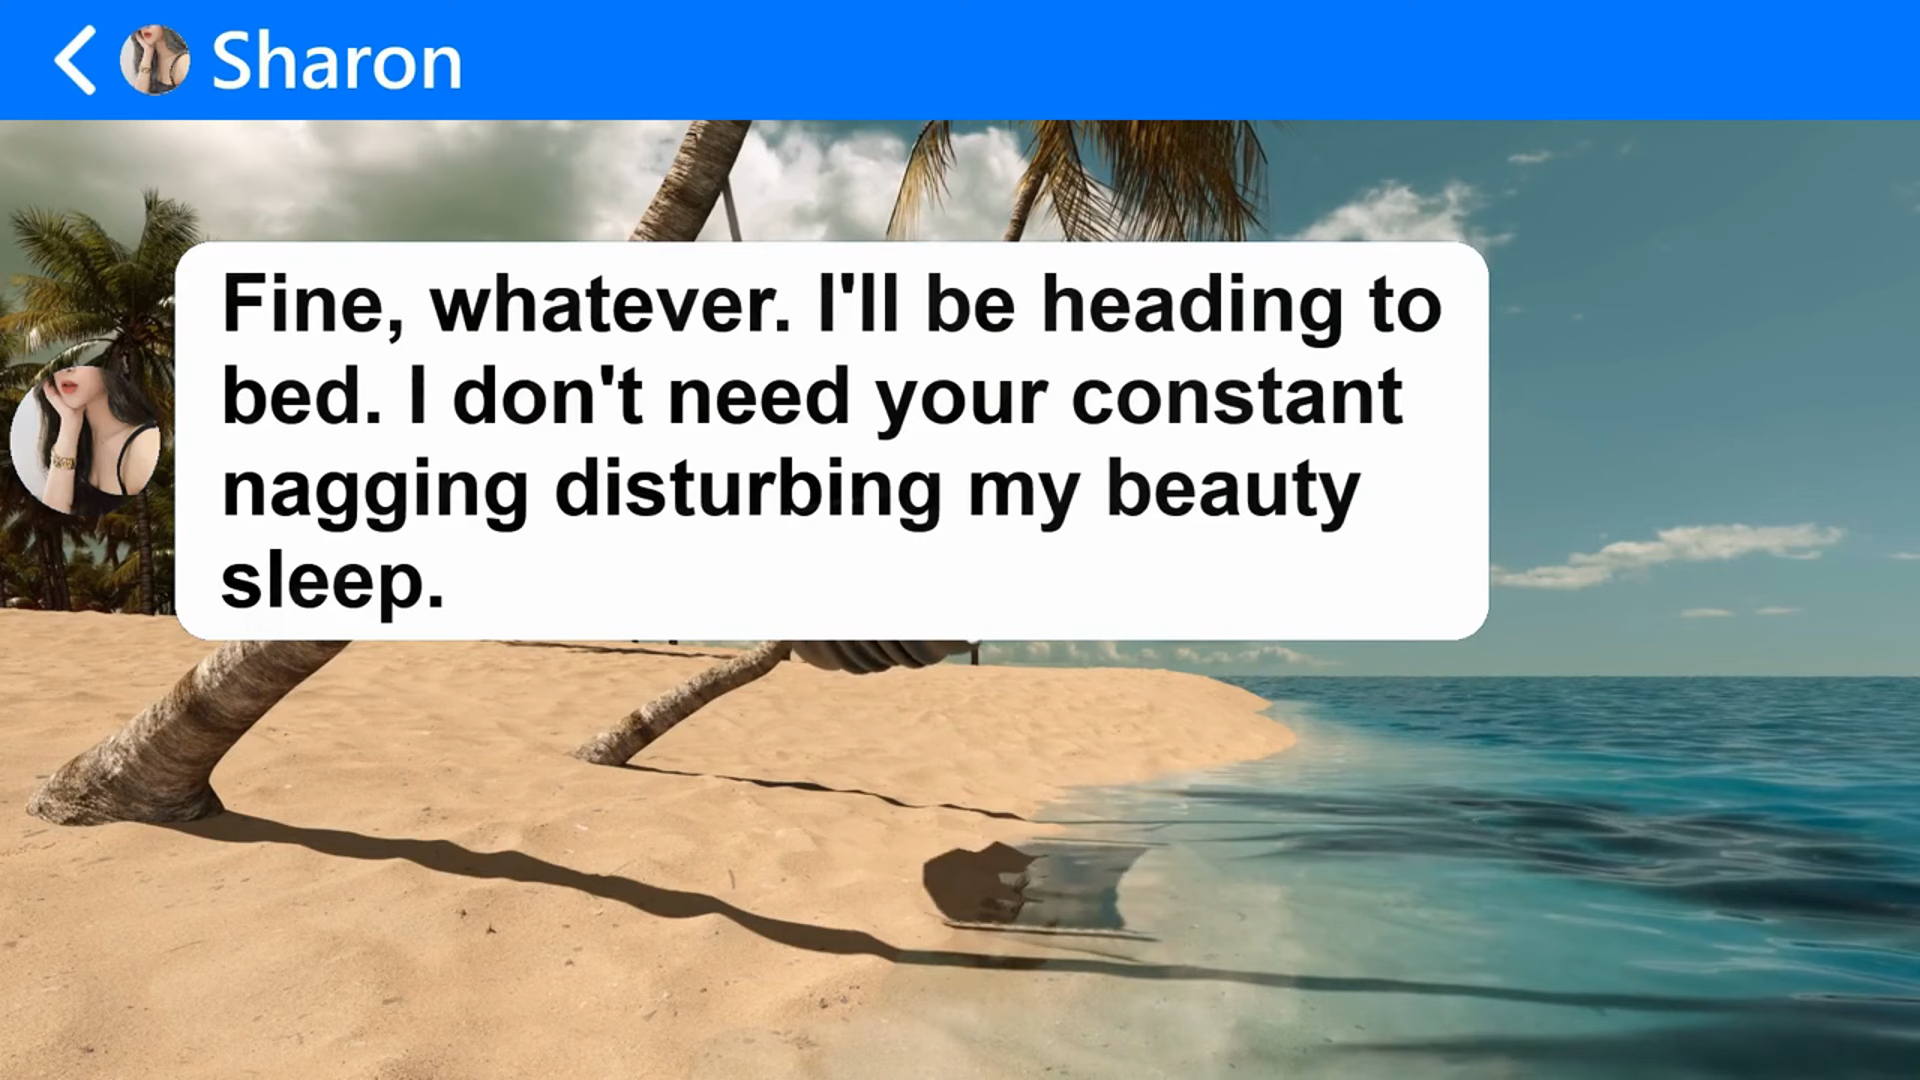 Sharon
Fine, whatever. I'll be heading to
bed. I don't need your constant
nagging disturbing my beauty
sleep.